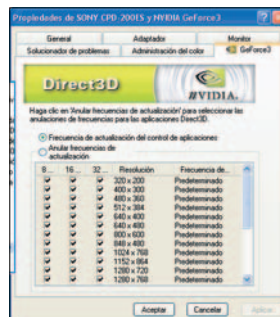 Propiedades de SONY CPD-200ES y NVIDIA GeForce3
General Adaptador Monitor
Solucionador de problemas Administración del color GeForce3
Direct3D
NVIDIA.
Haga clic en 'Anular frecuencias de actualización' para seleccionar las
anulaciones de frecuencias para las aplicaciones Direct3D.
Frecuencia de actualización del control de aplicaciones
Anular frecuencias de
actualización
8 ... 16 ... 32 ... Resolución Frecuencia de...
320 x 200 Predeterminado
400 x 300 Predeterminado
480 x 360 Predeterminado
512 x 384 Predeterminado
640 x 400 Predeterminado
640 x 480 Predeterminado
800 x 600 Predeterminado
848 x 480 Predeterminado
1024 x 768 Predeterminado
1152 x 864 Predeterminado
1280 x 720 Predeterminado
1280 x 768 Predeterminado
Aceptar Cancelar Aplicar